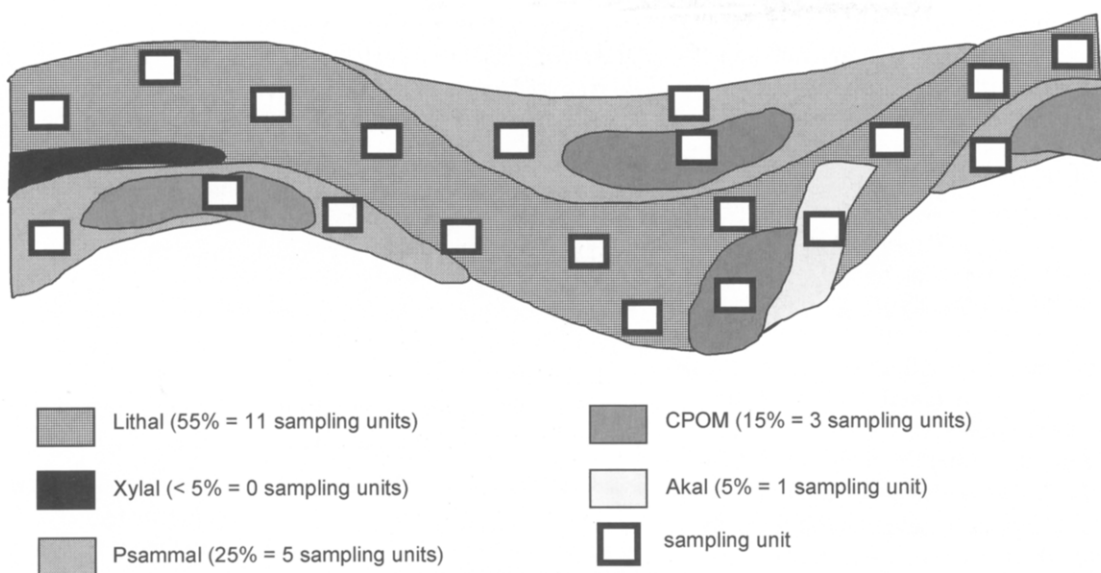 Lithal (55% = 11 sampling units)
Xylal (< 5% = 0 sampling units)
Psammal (25% = 5 sampling units)
CPOM (15% = 3 sampling units)
Akal (5% = 1 sampling unit)
sampling unit